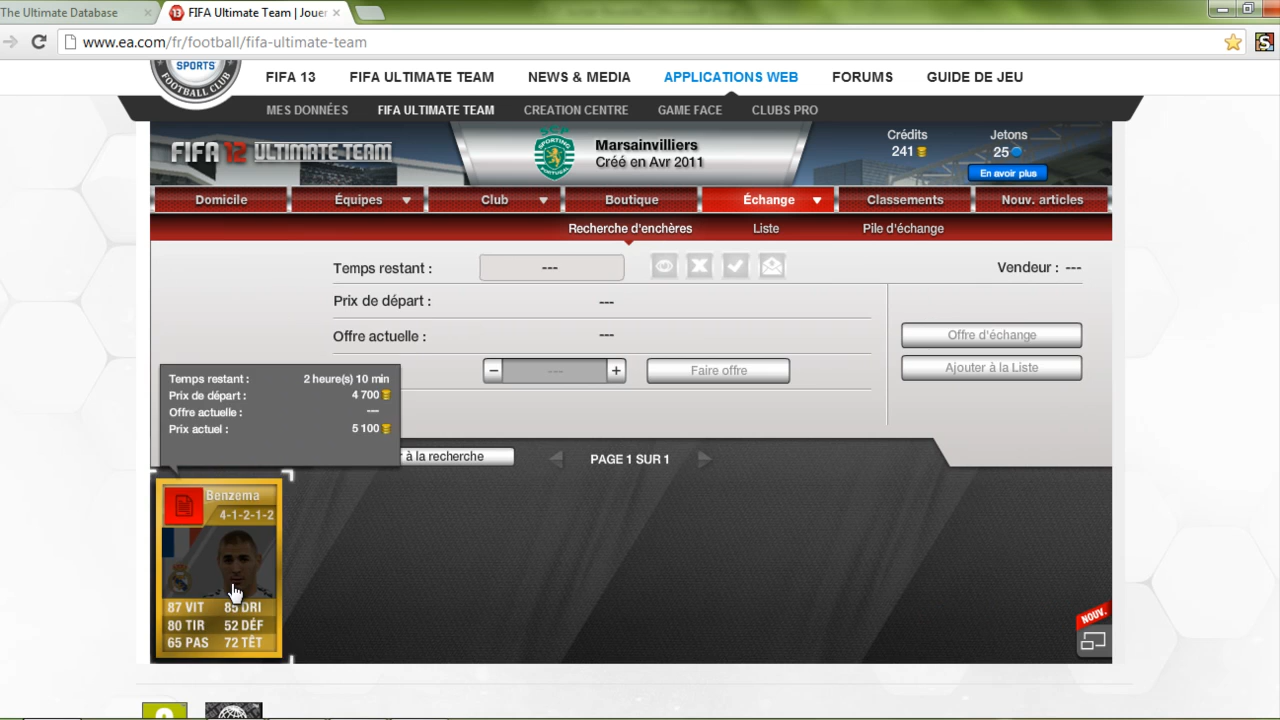 The Ultimate Database
FIFA Ultimate Team | Jouer
www.ea.com/fr/football/fifa-ultimate-team
SPORTS
FOOTBALL CLUB
FIFA 13 FIFA ULTIMATE TEAM NEWS & MEDIA APPLICATIONS WEB FORUMS GUIDE DE JEU
MES DONNÉES FIFA ULTIMATE TEAM CREATION CENTRE GAME FACE CLUBS PRO
FIFA 12 ULTIMATE TEAM
SCP
SPORTING
PORTUGAL
Marsainvilliers
Créé en Avr 2011
Crédits
241
Jetons
25
En avoir plus
Domicile Équipes Club Boutique Échange Classements Nouv. articles
Recherche d'enchères Liste Pile d'échange
Temps restant : ---
Vendeur : ---
Prix de départ : ---
Offre actuelle : ---
Offre d'échange
− --- + Faire offre
Ajouter à la Liste
Temps restant : 2 heure(s) 10 min
Prix de départ : 4 700
Offre actuelle : ---
Prix actuel : 5 100
à la recherche
PAGE 1 SUR 1
Benzema
4-1-2-1-2
87 VIT 85 DRI
80 TIR 52 DÉF
65 PAS 72 TÊT
NOUV.